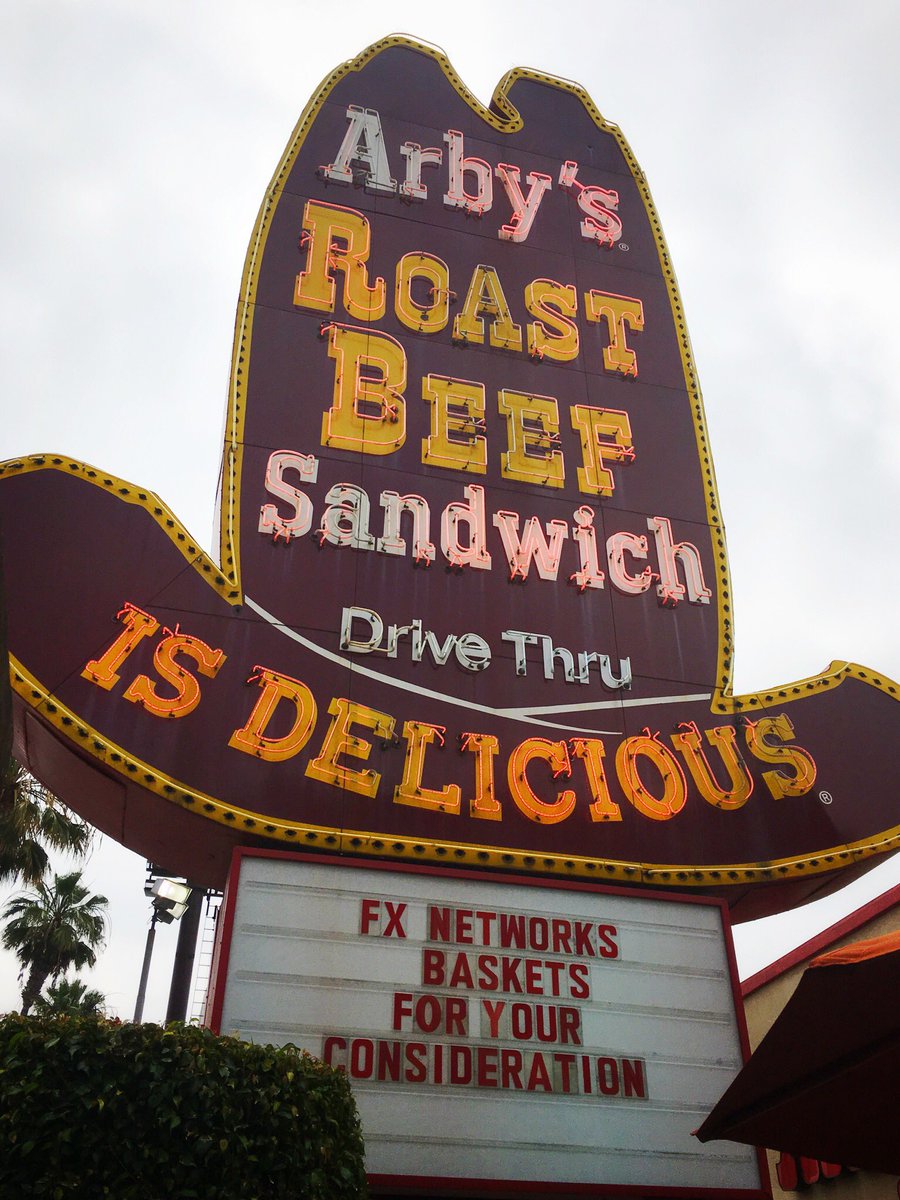 Arby's®
ROAST
BEEF
Sandwich
Drive Thru
IS DELICIOUS®
FX NETWORKS
BASKETS
FOR YOUR
CONSIDERATION